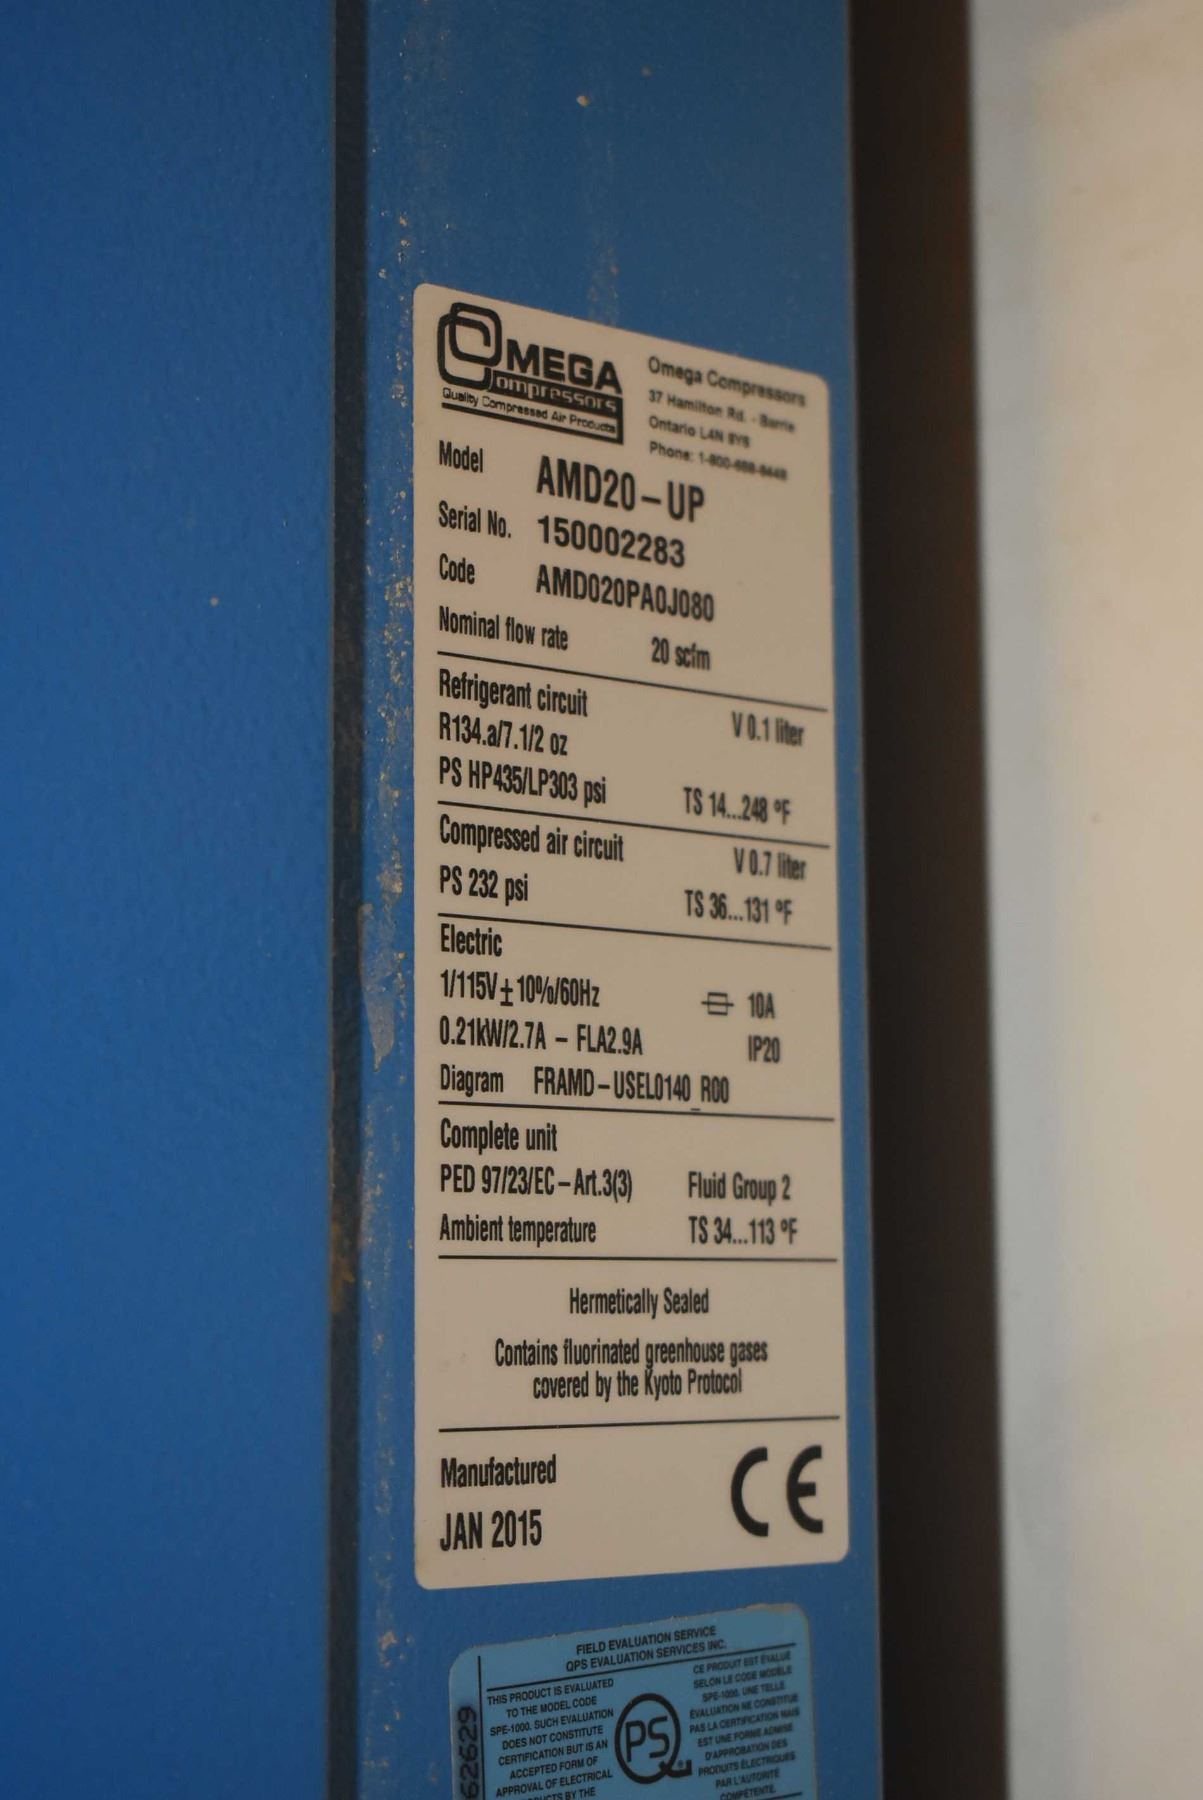 OMEGA
Compressors
Quality Compressed Air Products
Omega Compressors
37 Hamilton Rd. - Barrie
Ontario L4N
Phone:
Model AMD20-UP
Serial No. 150002283
Code AMD020PA0J080
Nominal flow rate 20 scfm
Refrigerant circuit V 0.1 liter
R134.a/7.1/2 oz
PS HP435/LP303 psi TS 14...248 °F
Compressed air circuit V 0.7 liter
PS 232 psi TS 36...131 °F
Electric
1/115V±10%/60Hz 10A
0.21kW/2.7A - FLA2.9A IP20
Diagram FRAMD-USEL0140_R00
Complete unit
PED 97/23/EC-Art.3(3) Fluid Group 2
Ambient temperature TS 34...113 °F
Hermetically Sealed
Contains fluorinated greenhouse gases
covered by the Kyoto Protocol
Manufactured
JAN 2015
CE
FIELD EVALUATION SERVICE
QPS EVALUATION SERVICES INC.
62629
THIS PRODUCT IS EVALUATED
TO THE MODEL CODE
SPE-1000. SUCH EVALUATION
DOES NOT CONSTITUTE
CERTIFICATION BUT IS AN
ACCEPTED FORM OF
APPROVAL OF ELECTRICAL
BY THE
QPS
CE PRODUIT EST ÉVALUÉ
SELON LE CODE MODÈLE
SPE-1000. UNE TELLE
ÉVALUATION NE CONSTITUE
PAS LA CERTIFICATION MAIS
EST UNE FORME ADMISE
D'APPROBATION DES
PRODUITS ÉLECTRIQUES
PAR L'AUTORITÉ
COMPÉTENTE.